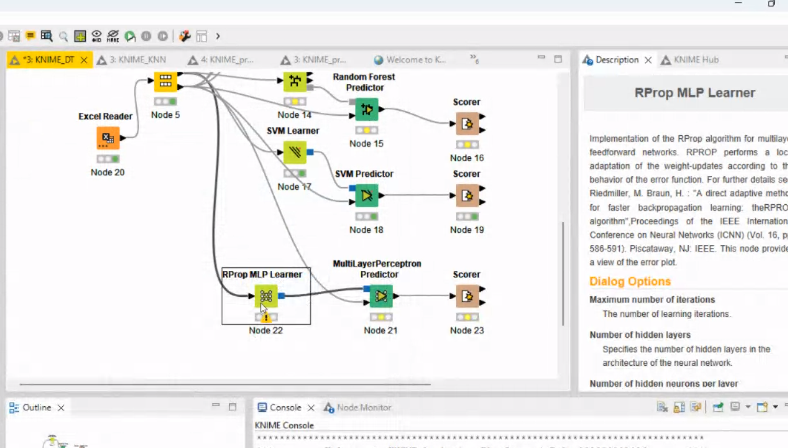 *3: KNIME_DT
3: KNIME_KNN
4: KNIME_pr...
3: KNIME_pr...
Welcome to K...
Description
KNIME Hub
Random Forest
Predictor
Scorer
Excel Reader
Node 5
Node 14
SVM Learner
Node 15
Node 16
Node 20
SVM Predictor
Scorer
Node 17
Node 18
Node 19
RProp MLP Learner
MultiLayerPerceptron
Predictor
Scorer
Node 22
Node 21
Node 23
RProp MLP Learner
Implementation of the RProp algorithm for multilaye
feedforward networks. RPROP performs a loc
adaptation of the weight-updates according to th
behavior of the error function. For further details se
Riedmiller, M. Braun, H. : "A direct adaptive metho
for faster backpropagation learning: theRPRO
algorithm",Proceedings of the IEEE Internation
Conference on Neural Networks (ICNN) (Vol. 16, p
586-591). Piscataway, NJ: IEEE. This node provide
a view of the error plot.
Dialog Options
Maximum number of iterations
The number of learning iterations.
Number of hidden layers
Specifies the number of hidden layers in the
architecture of the neural network.
Number of hidden neurons per layer
Outline
Console
Node Monitor
KNIME Console